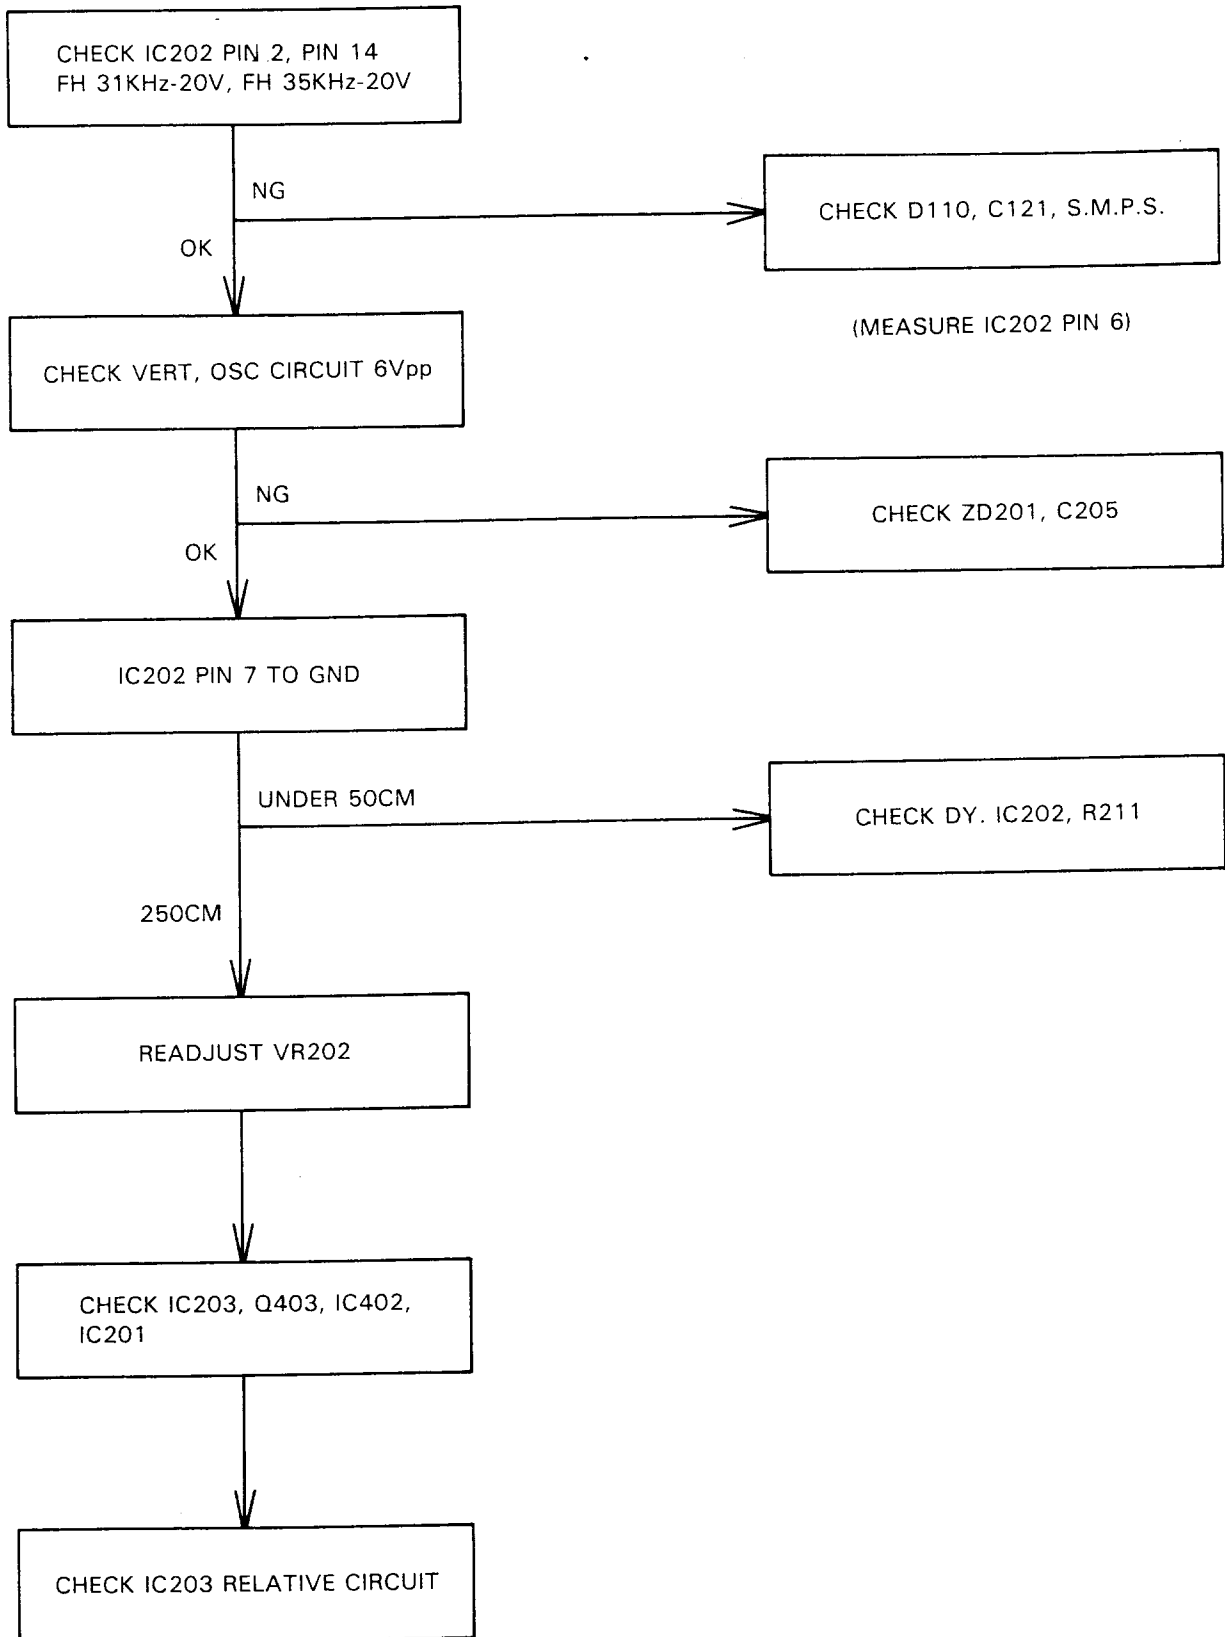 CHECK IC202 PIN 2, PIN 14
FH 31KHz-20V, FH 35KHz-20V
NG
CHECK D110, C121, S.M.P.S.
OK
(MEASURE IC202 PIN 6)
CHECK VERT, OSC CIRCUIT 6Vpp
NG
CHECK ZD201, C205
OK
IC202 PIN 7 TO GND
UNDER 50CM
CHECK DY. IC202, R211
250CM
READJUST VR202
CHECK IC203, Q403, IC402,
IC201
CHECK IC203 RELATIVE CIRCUIT